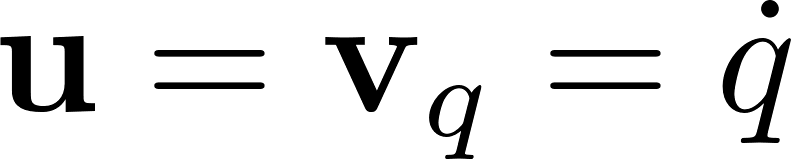 𝐮 = 𝐯_q = q̇